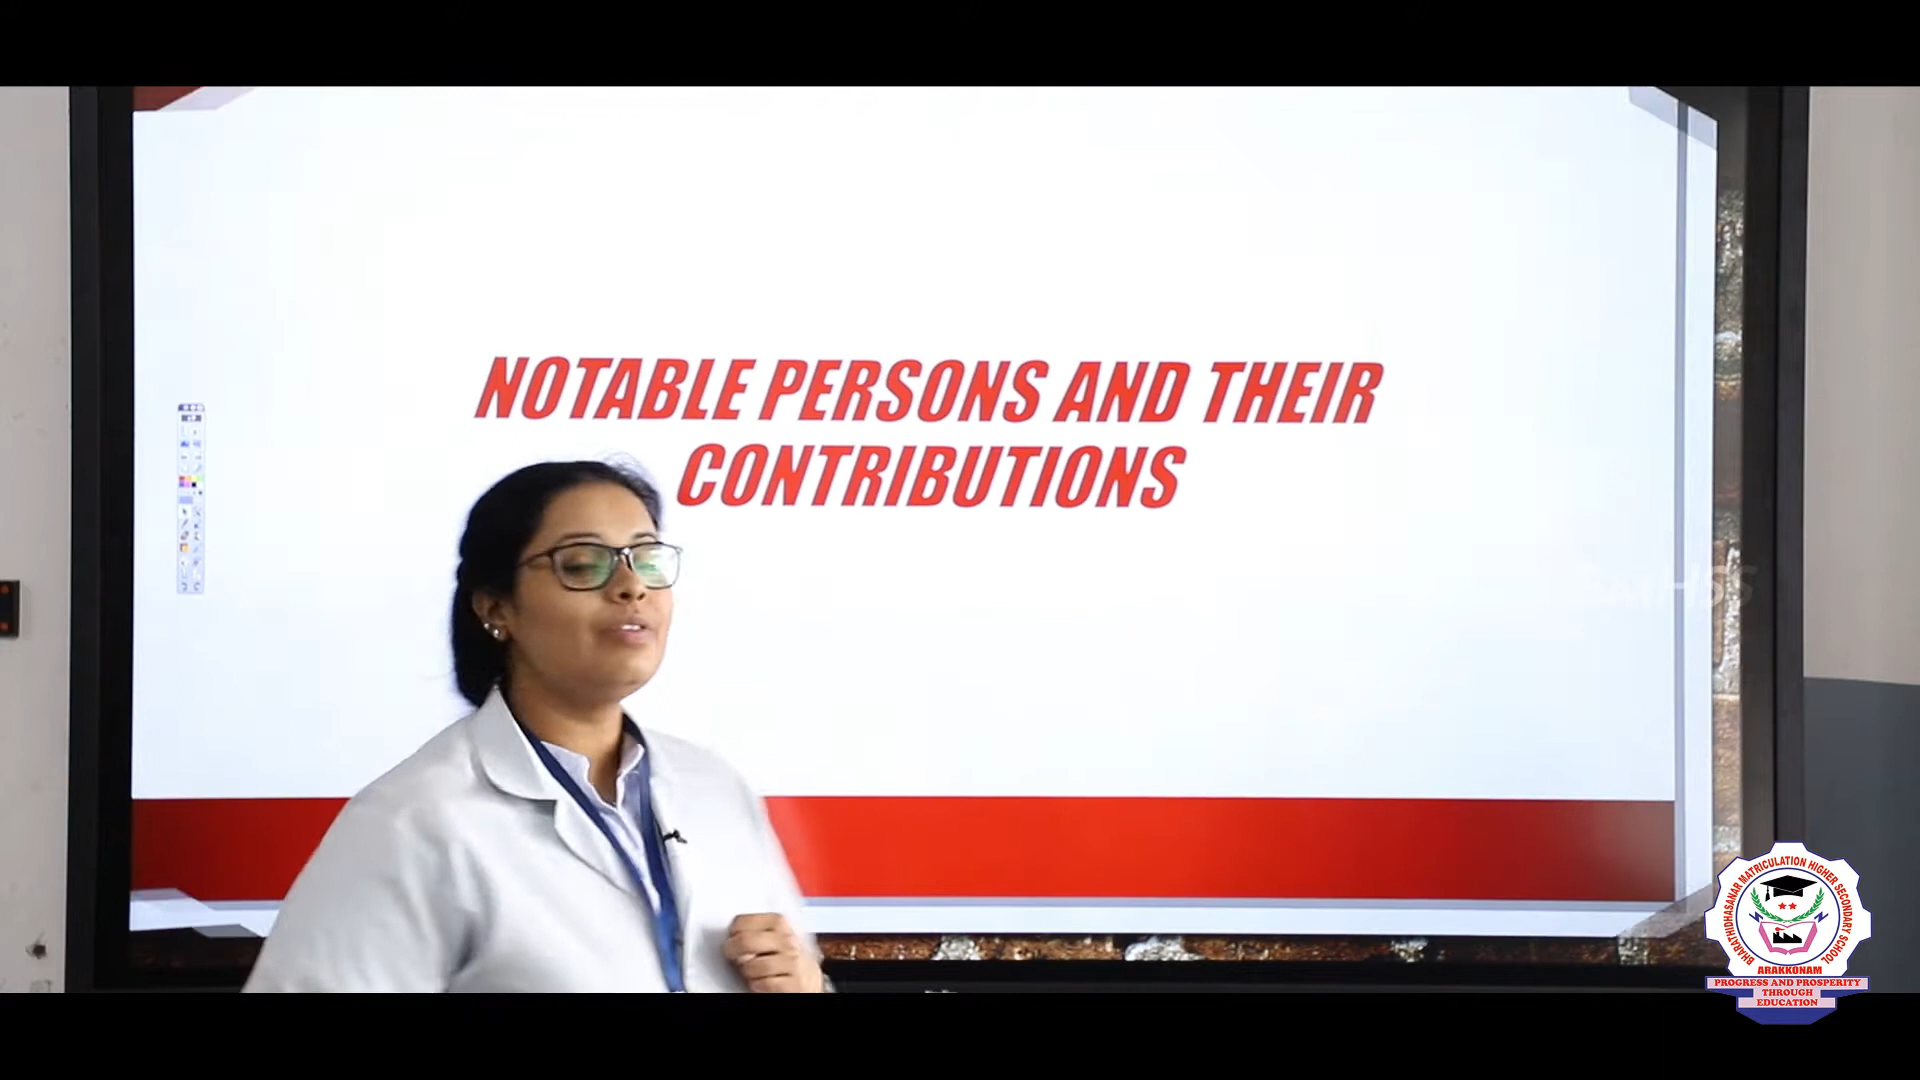 NOTABLE PERSONS AND THEIR
CONTRIBUTIONS
BHARATHIDHASANAR MATRICULATION HIGHER SECONDARY SCHOOL
ARAKKONAM
PROGRESS AND PROSPERITY
THROUGH
EDUCATION